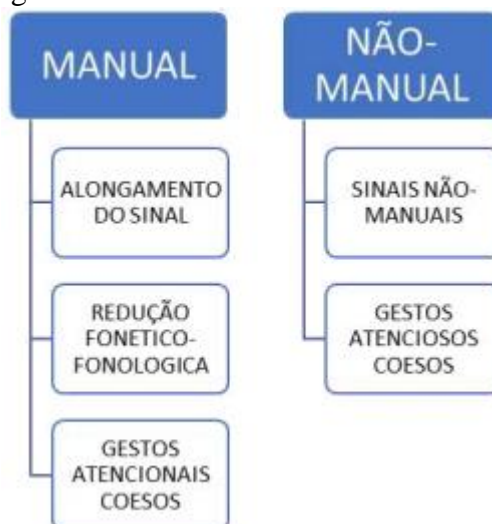 MANUAL
ALONGAMENTO
DO SINAL
REDUÇÃO
FONETICO-
FONOLOGICA
GESTOS
ATENCIONAIS
COESOS
NÃO-
MANUAL
SINAIS NÃO-
MANUAIS
GESTOS
ATENCIOSOS
COESOS